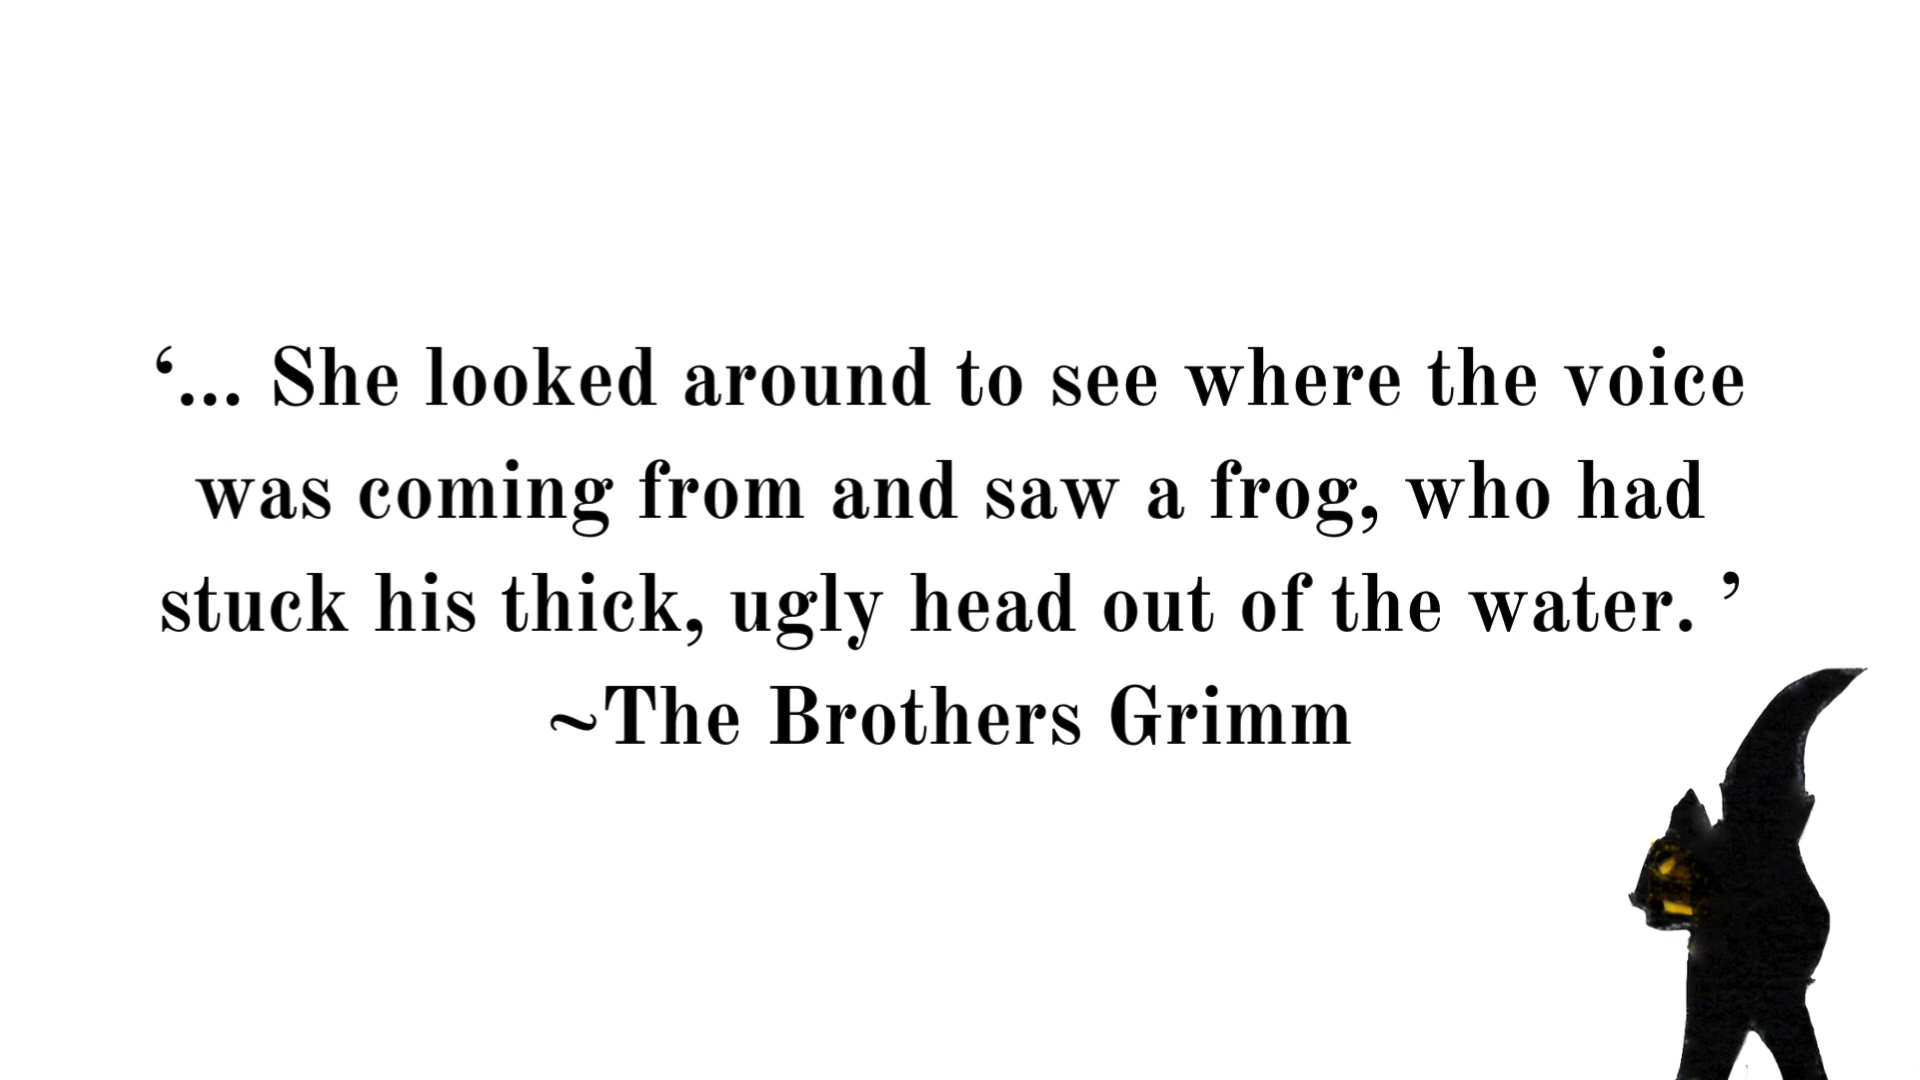 ‘... She looked around to see where the voice
was coming from and saw a frog, who had
stuck his thick, ugly head out of the water. ’
~The Brothers Grimm